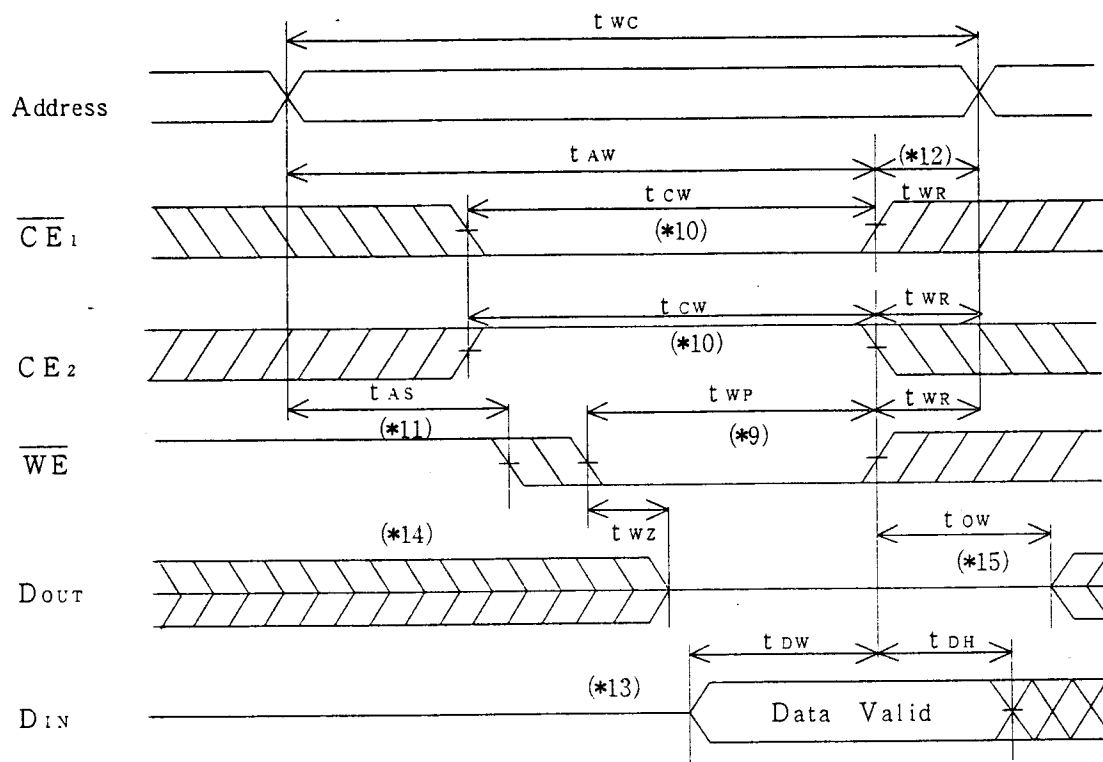 t WC
Address
t AW (*12)
t CW t WR
CE1 (*10)
t CW t WR
CE2 (*10)
t AS t WP t WR
(*11) (*9)
WE
t WZ t OW
(*14) (*15)
DOUT
t DW t DH
(*13)
DIN Data Valid